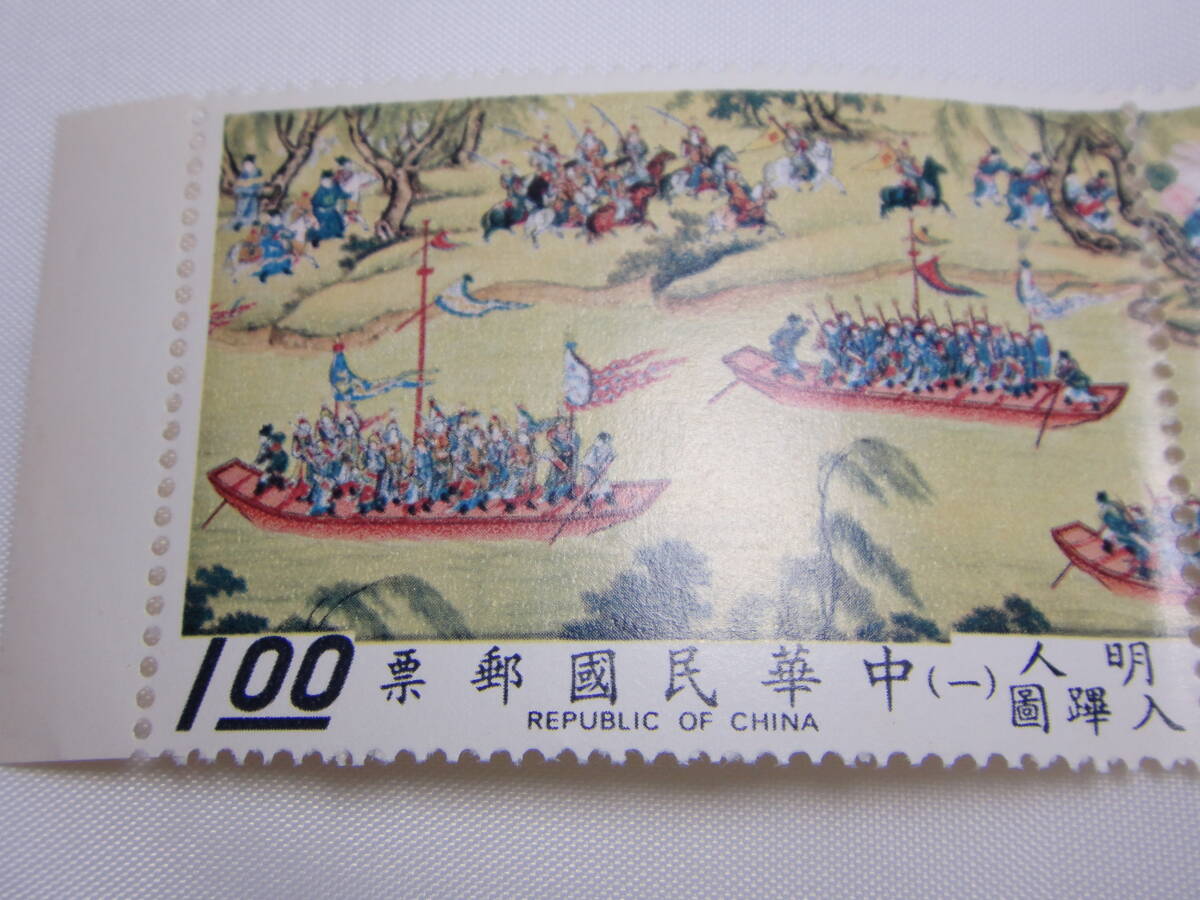 明人
入蹕圖
(一)
中華民國郵票
REPUBLIC OF CHINA
1.00